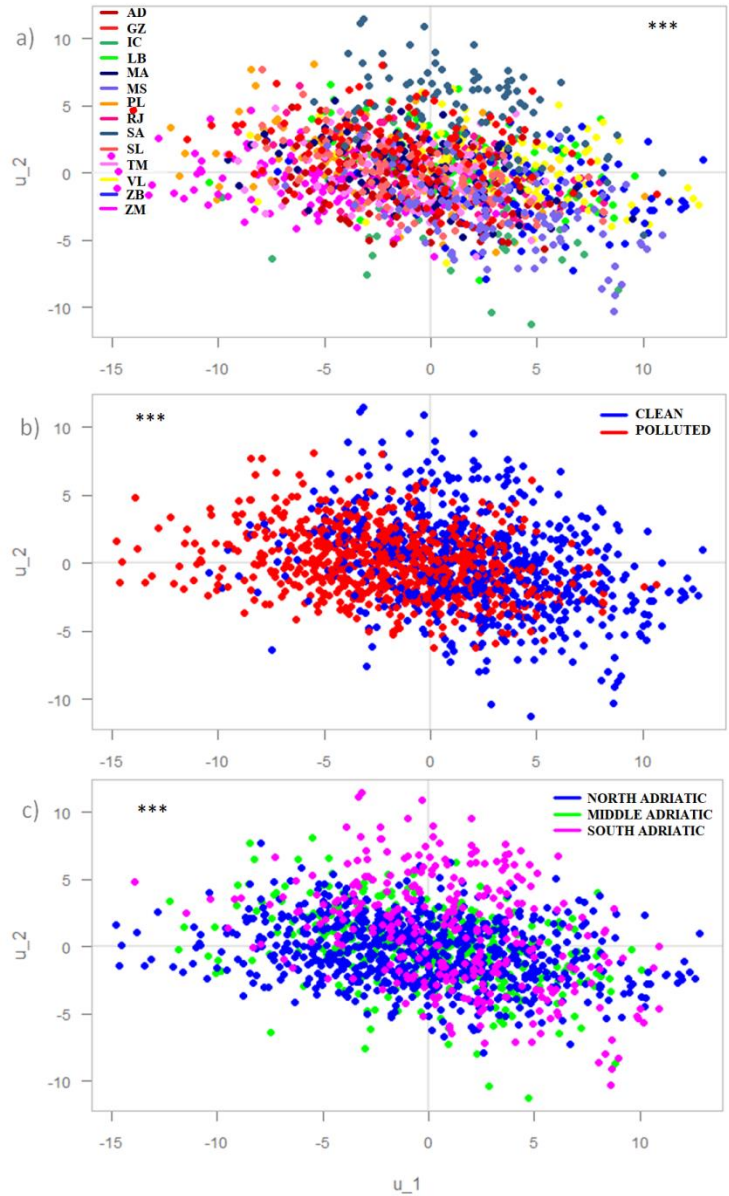 a)
AD
GZ
IC
LB
MA
MS
PL
RJ
SA
SL
TM
VL
ZB
ZM
***
u_2
10
5
0
-5
-10
-15 -10 -5 0 5 10
b)
***
CLEAN
POLLUTED
u_2
10
5
0
-5
-10
-15 -10 -5 0 5 10
c)
***
NORTH ADRIATIC
MIDDLE ADRIATIC
SOUTH ADRIATIC
u_2
10
5
0
-5
-10
-15 -10 -5 0 5 10
u_1